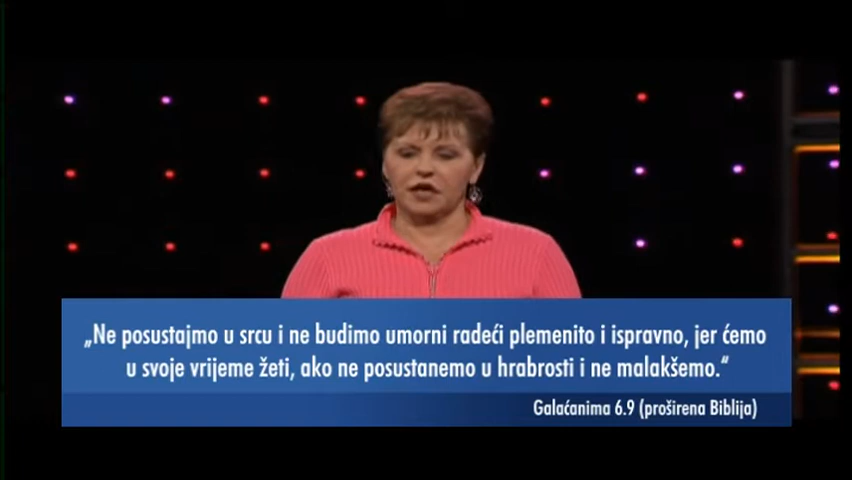 „Ne posustajmo u srcu i ne budimo umorni radeći plemenito i ispravno, jer ćemo
u svoje vrijeme žeti, ako ne posustanemo u hrabrosti i ne malakšemo.“
Galaćanima 6.9 (proširena Biblija)